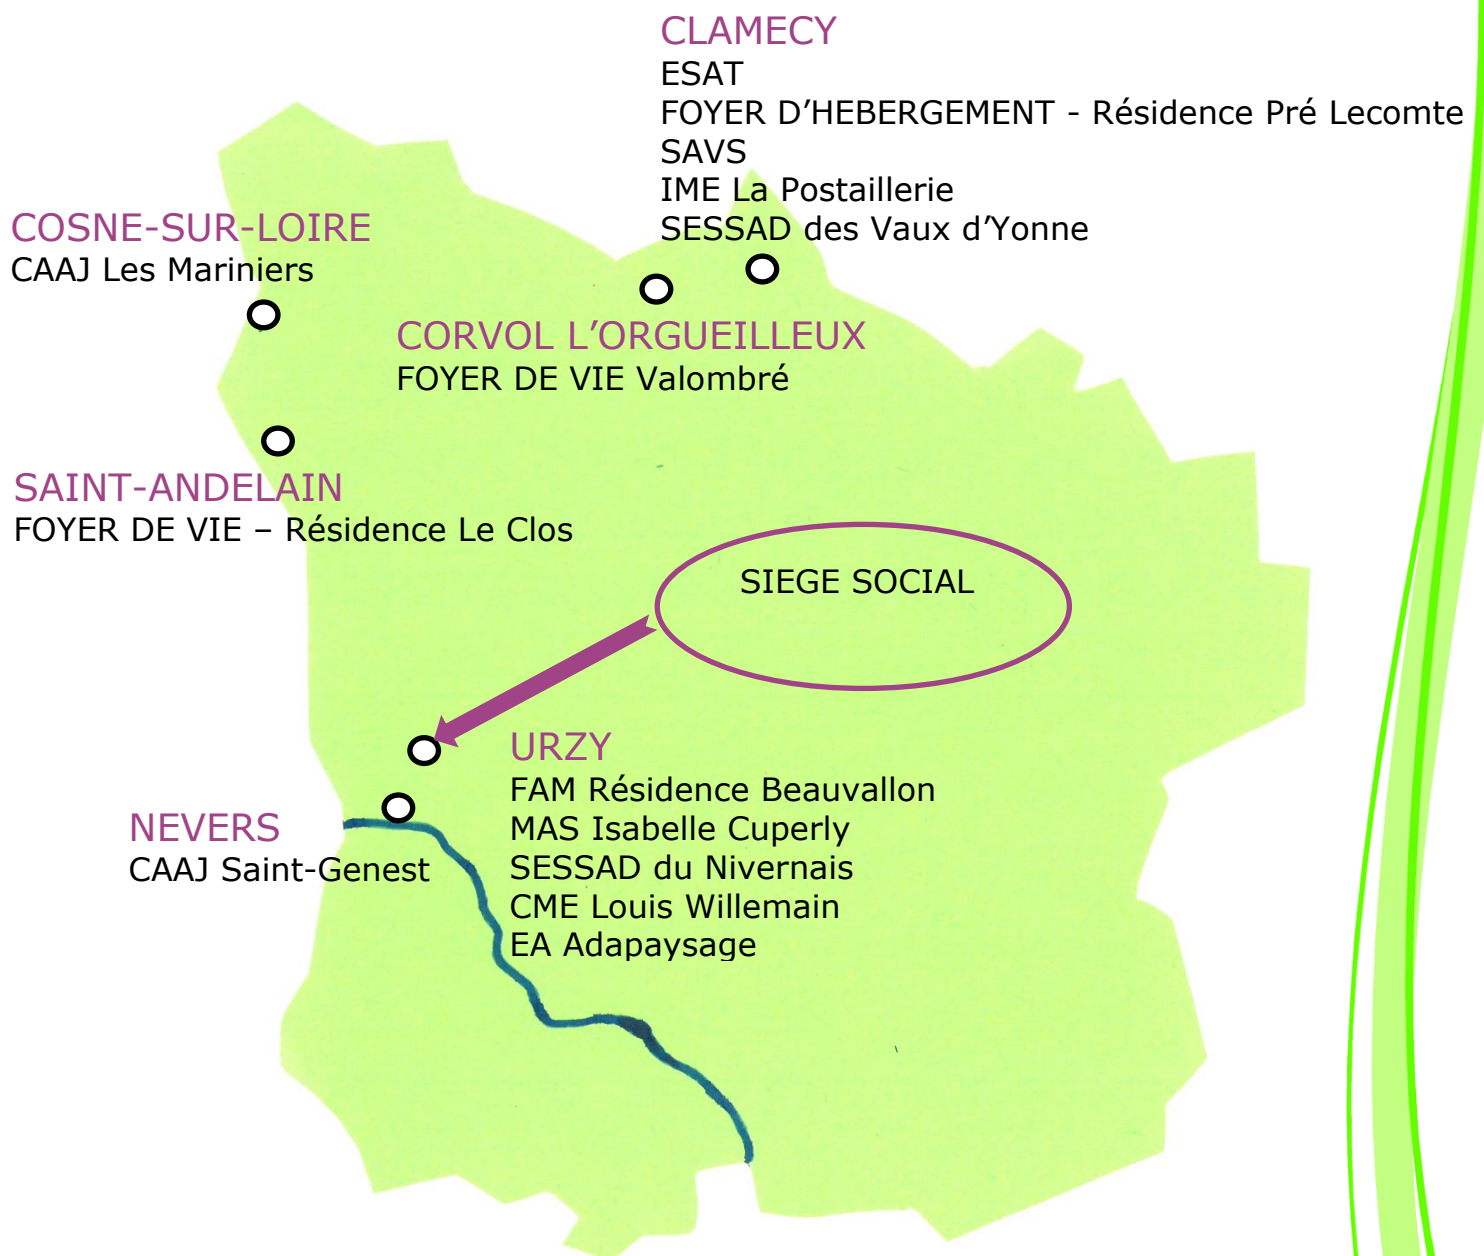 CLAMECY
ESAT
FOYER D’HEBERGEMENT - Résidence Pré Lecomte
SAVS
IME La Postaillerie
SESSAD des Vaux d’Yonne
COSNE-SUR-LOIRE
CAAJ Les Mariniers
CORVOL L’ORGUEILLEUX
FOYER DE VIE Valombré
SAINT-ANDELAIN
FOYER DE VIE – Résidence Le Clos
SIEGE SOCIAL
URZY
FAM Résidence Beauvallon
MAS Isabelle Cuperly
SESSAD du Nivernais
CME Louis Willemain
EA Adapaysage
NEVERS
CAAJ Saint-Genest